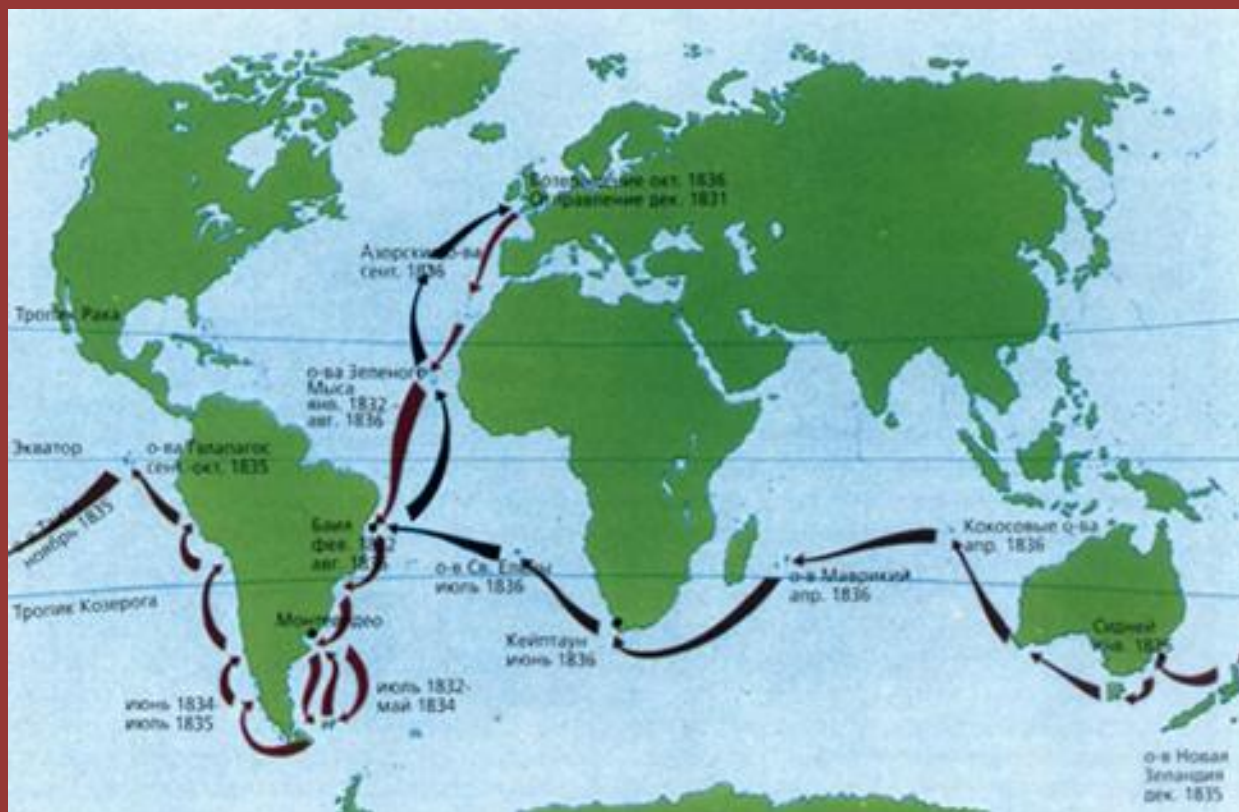 Возвращение окт. 1836
Отправление дек. 1831
Азорские о-ва
сент. 1836
Тропик Рака
о-ва Зеленого
Мыса
янв. 1832 -
авг. 1836
Экватор
о-ва Галапагос
сент.-окт. 1835
ноябрь 1835
Баия
фев. 1832
авг. 1836
Кокосовые о-ва
апр. 1836
о-в Св. Елены
июль 1836
о-в Маврикий
апр. 1836
Тропик Козерога
Монтевидео
Кейптаун
июнь 1836
Сидней
янв. 1836
июль 1832-
май 1834
июнь 1834-
июль 1835
о-в Новая
Зеландия
дек. 1835